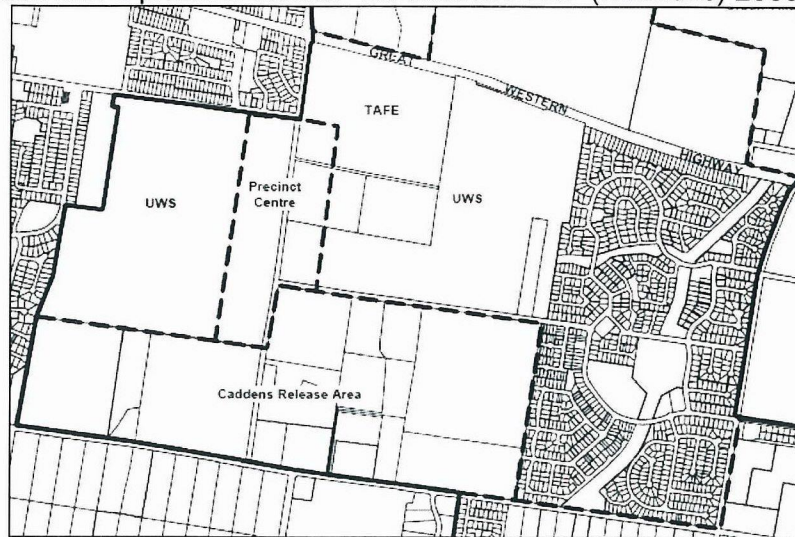 GREAT
WESTERN
HIGHWAY
TAFE
Precinct
Centre
UWS
UWS
Caddens Release Area